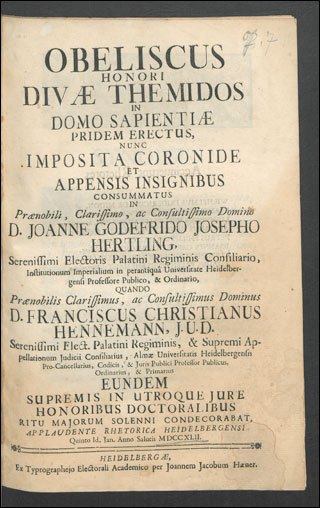 OBELISCUS
HONORI
DIVÆ THEMIDOS
IN
DOMO SAPIENTIÆ
PRIDEM ERECTUS,
NUNC
IMPOSITA CORONIDE
ET
APPENSIS INSIGNIBUS
CONSUMMATUS
IN
Prænobili, Clarissimo, ac Consultissimo Domino
D. JOANNE GODEFRIDO JOSEPHO
HERTLING,
Serenissimi Electoris Palatini Regiminis Consiliario,
Institutionum Imperialium in perantiquâ Universitate Heidelber-
gensi Professore Publico, & Ordinario,
QUANDO
Prænobilis Clarissimus, ac Consultissimus Dominus
D. FRANCISCUS CHRISTIANUS
HENNEMANN, J.U.D.
Serenissimi Elect. Palatini Regiminis, & Supremi Ap-
pellationum Judicii Consiliarius, Almæ Universitatis Heidelbergensis
Pro-Cancellarius, Codicis, & Juris Publici Professor Publicus,
Ordinarius, & Primarius
EUNDEM
SUPREMIS IN UTROQUE JURE
HONORIBUS DOCTORALIBUS
RITU MAJORUM SOLENNI CONDECORABAT,
APPLAUDENTE RHETORICA HEIDELBERGENSI.
Quinto Id. Jan. Anno Salutis MDCCXLII.
HEIDELBERGÆ,
Ex Typographejo Electorali Academico per Joannem Jacobum Hæner.